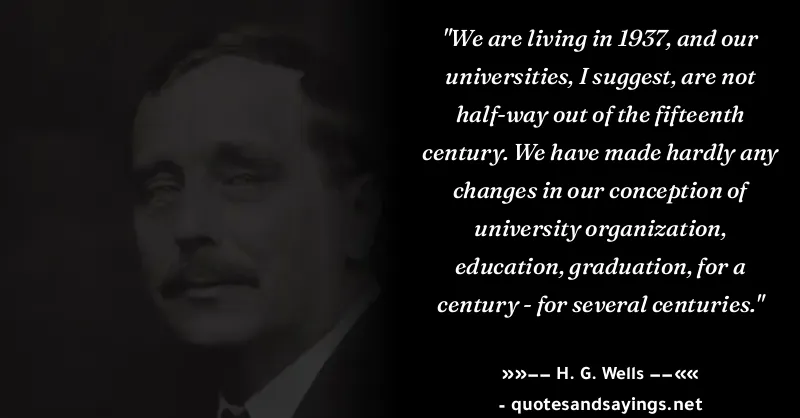 "We are living in 1937, and our
universities, I suggest, are not
half-way out of the fifteenth
century. We have made hardly any
changes in our conception of
university organization,
education, graduation, for a
century - for several centuries."
»»—— H. G. Wells ——««
- quotesandsayings.net